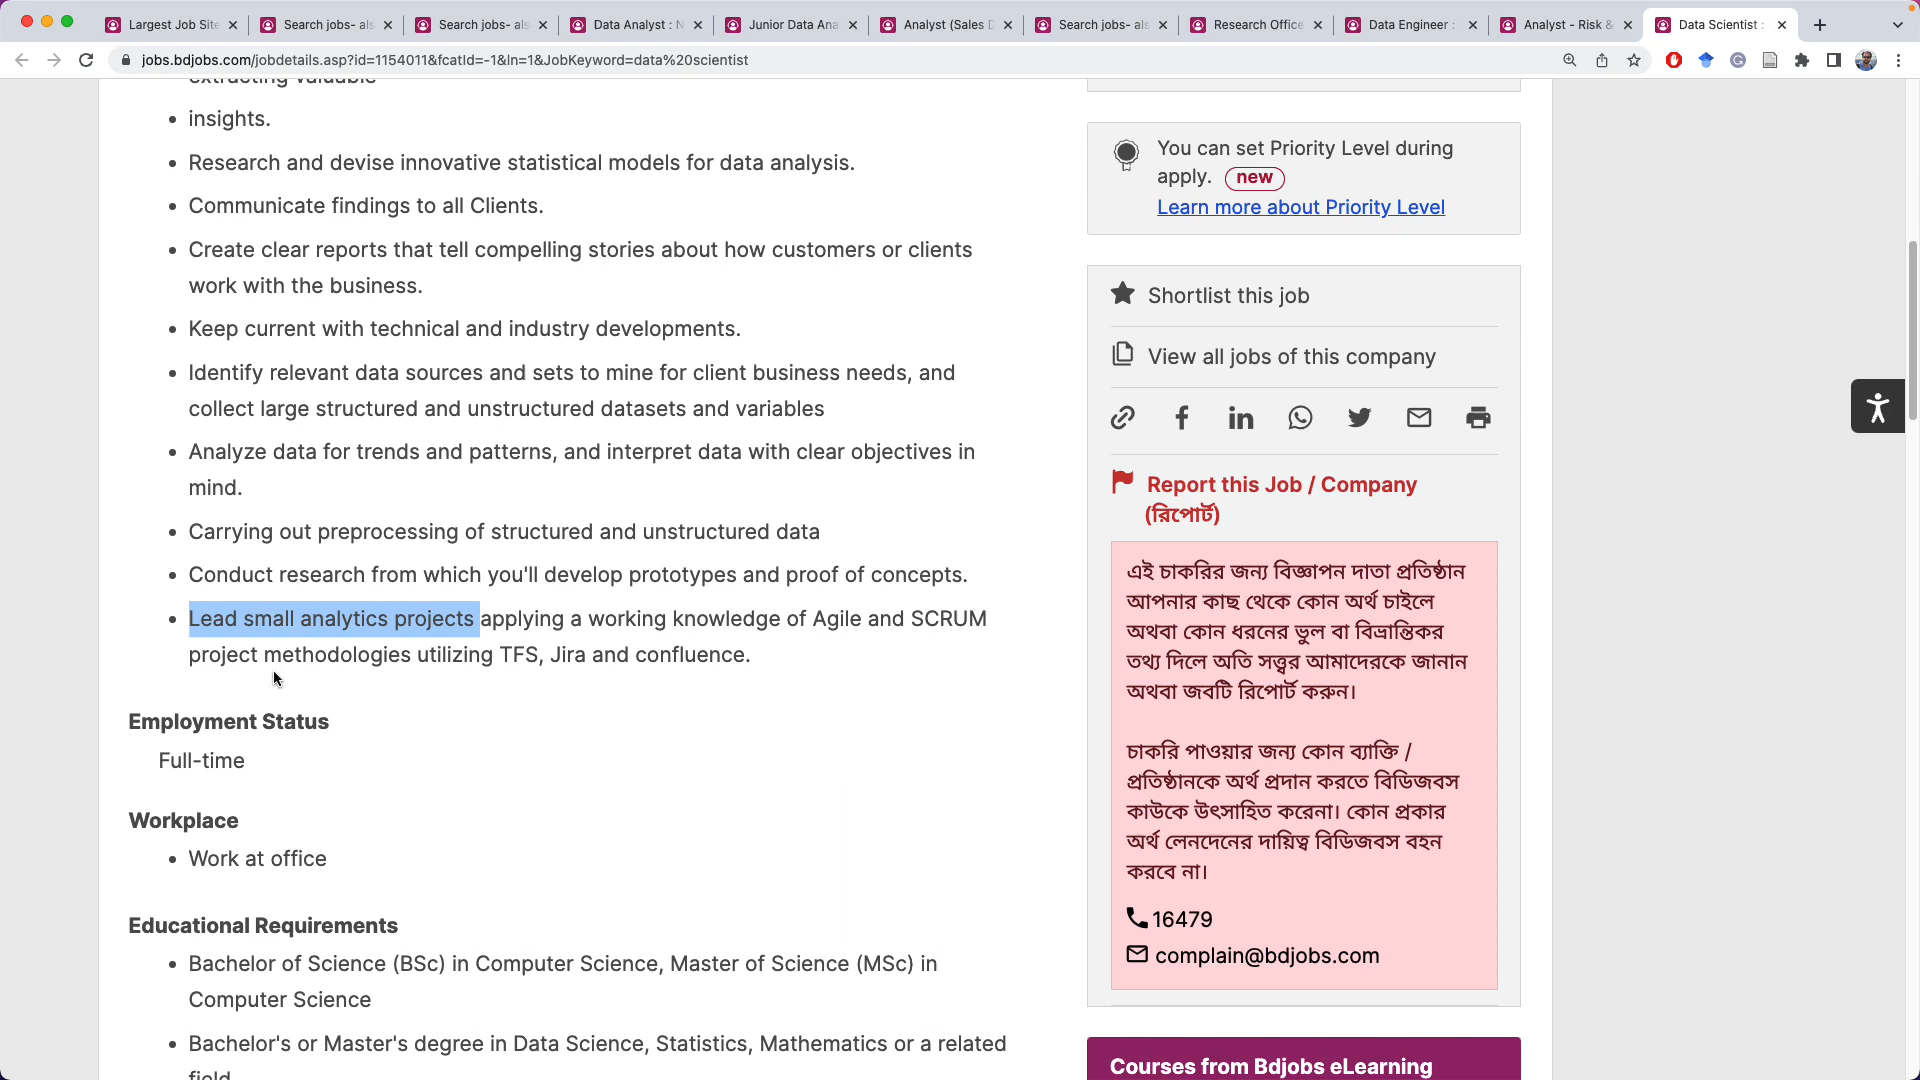 Largest Job Site
Search jobs- als
Search jobs- als
Data Analyst : N
Junior Data Ana
Analyst (Sales D
Search jobs- als
Research Office
Data Engineer :
Analyst - Risk &
Data Scientist :
jobs.bdjobs.com/jobdetails.asp?id=1154011&fcatId=-1&ln=1&JobKeyword=data%20scientist
extracting valuable
insights.
Research and devise innovative statistical models for data analysis.
Communicate findings to all Clients.
Create clear reports that tell compelling stories about how customers or clients
work with the business.
Keep current with technical and industry developments.
Identify relevant data sources and sets to mine for client business needs, and
collect large structured and unstructured datasets and variables
Analyze data for trends and patterns, and interpret data with clear objectives in
mind.
Carrying out preprocessing of structured and unstructured data
Conduct research from which you'll develop prototypes and proof of concepts.
Lead small analytics projects applying a working knowledge of Agile and SCRUM
project methodologies utilizing TFS, Jira and confluence.
Employment Status
Full-time
Workplace
Work at office
Educational Requirements
Bachelor of Science (BSc) in Computer Science, Master of Science (MSc) in
Computer Science
Bachelor's or Master's degree in Data Science, Statistics, Mathematics or a related
field
You can set Priority Level during
apply. new
Learn more about Priority Level
Shortlist this job
View all jobs of this company
Report this Job / Company
(রিপোর্ট)
এই চাকরির জন্য বিজ্ঞাপন দাতা প্রতিষ্ঠান
আপনার কাছ থেকে কোন অর্থ চাইলে
অথবা কোন ধরনের ভুল বা বিভ্রান্তিকর
তথ্য দিলে অতি সত্ত্বর আমাদেরকে জানান
অথবা জবটি রিপোর্ট করুন।
চাকরি পাওয়ার জন্য কোন ব্যাক্তি /
প্রতিষ্ঠানকে অর্থ প্রদান করতে বিডিজবস
কাউকে উৎসাহিত করেনা। কোন প্রকার
অর্থ লেনদেনের দায়িত্ব বিডিজবস বহন
করবে না।
16479
complain@bdjobs.com
Courses from Bdjobs eLearning